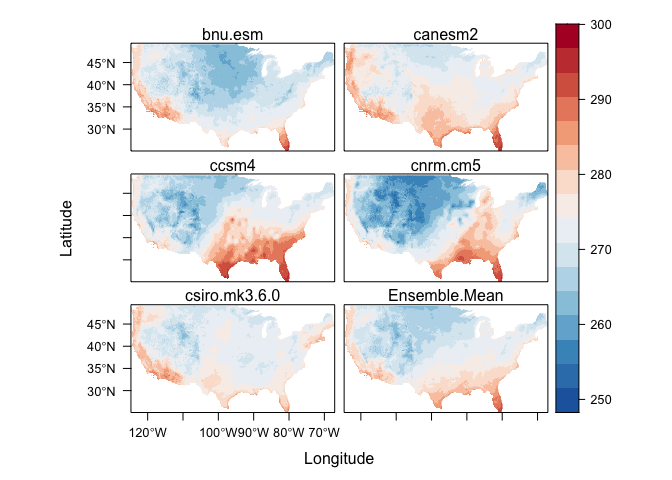 bnu.esm
canesm2
300
45°N
40°N
35°N
30°N
290
ccsm4
cnrm.cm5
280
Latitude
270
csiro.mk3.6.0
Ensemble.Mean
45°N
40°N
35°N
30°N
260
250
120°W 100°W 90°W 80°W 70°W
Longitude